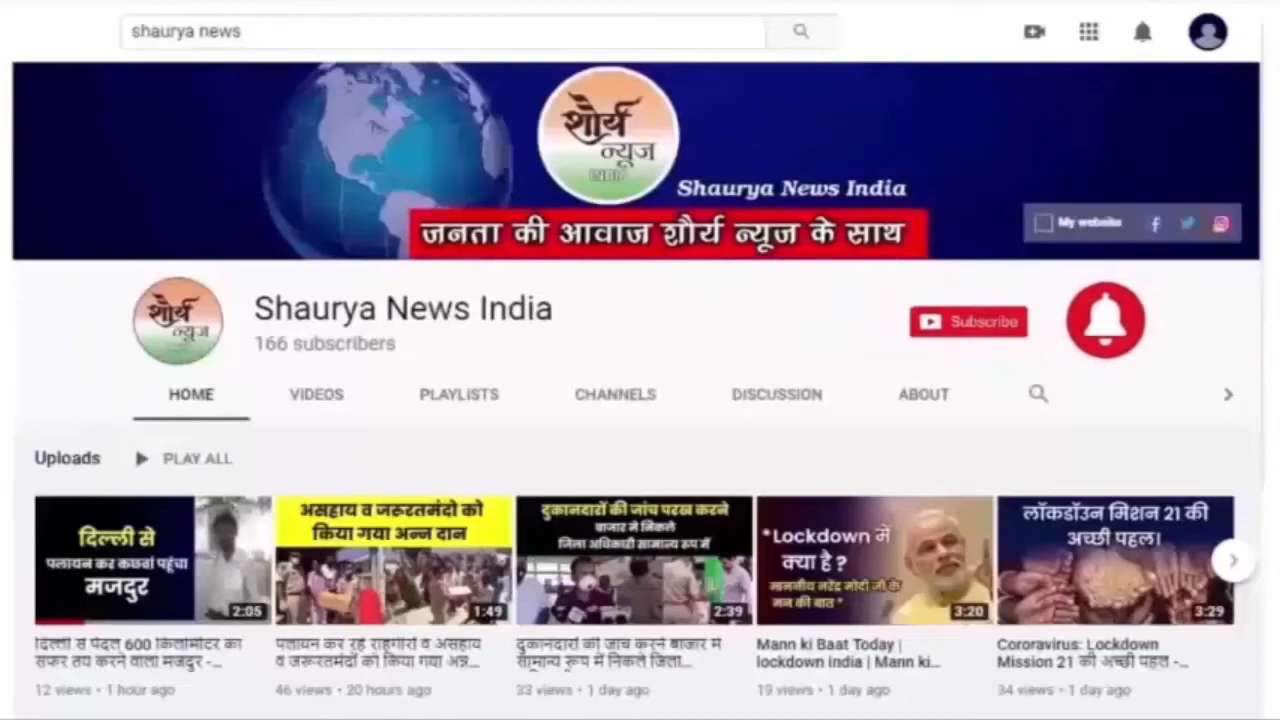 shaurya news
शौर्य
न्यूज
INDIA
Shaurya News India
जनता की आवाज शौर्य न्यूज के साथ
My website
शौर्य
न्यूज
Shaurya News India
166 subscribers
Subscribe
HOME
VIDEOS
PLAYLISTS
CHANNELS
DISCUSSION
ABOUT
Uploads
PLAY ALL
दिल्ली से
पलायन कर कछवां पहुंचा
मजदुर
2:05
असहाय व जरूरतमंदो को
किया गया अन्न दान
1:49
दुकानदारों की जांच परख करने
बाजार मे निकले
जिला अधिकारी सामान्य रूप में
2:39
*Lockdown में
क्या है ?
माननीय नरेंद्र मोदी जी के
मन की बात *
3:20
लॉकडॉउन मिशन 21 की
अच्छी पहल।
3:29
दिल्ली से पैदल 600 किलोमीटर का
सफर तय करने वाला मजदुर -...
12 views • 1 hour ago
पलायन कर रहे राहगीरों व असहाय
व जरूरतमंदों को किया गया अन्न...
46 views • 20 hours ago
दुकानदारों की जांच करने बाजार में
सामान्य रूप में निकले जिला...
33 views • 1 day ago
Mann ki Baat Today |
lockdown India | Mann ki...
19 views • 1 day ago
Cororavirus: Lockdown
Mission 21 की अच्छी पहल -...
34 views • 1 day ago